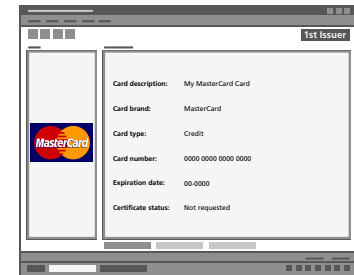 1st Issuer
MasterCard
Card description: My MasterCard Card
Card brand: MasterCard
Card type: Credit
Card number: 0000 0000 0000 0000
Expiration date: 00-0000
Certificate status: Not requested